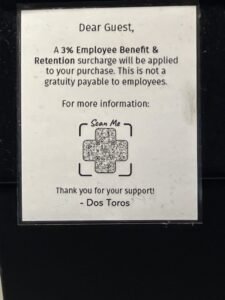 Dear Guest,
A 3% Employee Benefit &
Retention surcharge will be applied
to your purchase. This is not a
gratuity payable to employees.
For more information:
Scan Me
Thank you for your support!
- Dos Toros